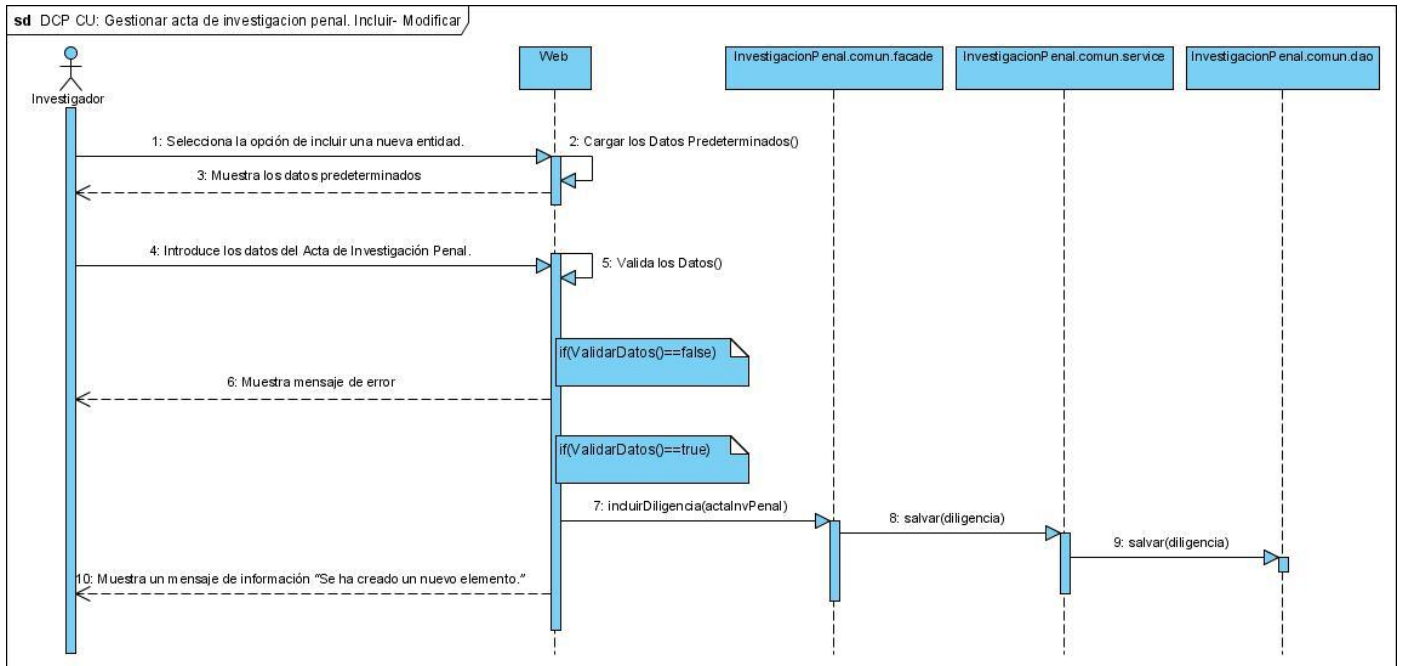 sd DCP CU: Gestionar acta de investigacion penal. Incluir- Modificar
Investigador
Web
InvestigacionPenal.comun.facade
InvestigacionPenal.comun.service
InvestigacionPenal.comun.dao
1: Selecciona la opción de incluir una nueva entidad.
2: Cargar los Datos Predeterminados()
3: Muestra los datos predeterminados
4: Introduce los datos del Acta de Investigación Penal.
5: Valida los Datos()
if(ValidarDatos()==false)
6: Muestra mensaje de error
if(ValidarDatos()==true)
7: incluirDiligencia(actaInvPenal)
8: salvar(diligencia)
9: salvar(diligencia)
10: Muestra un mensaje de información “Se ha creado un nuevo elemento.”